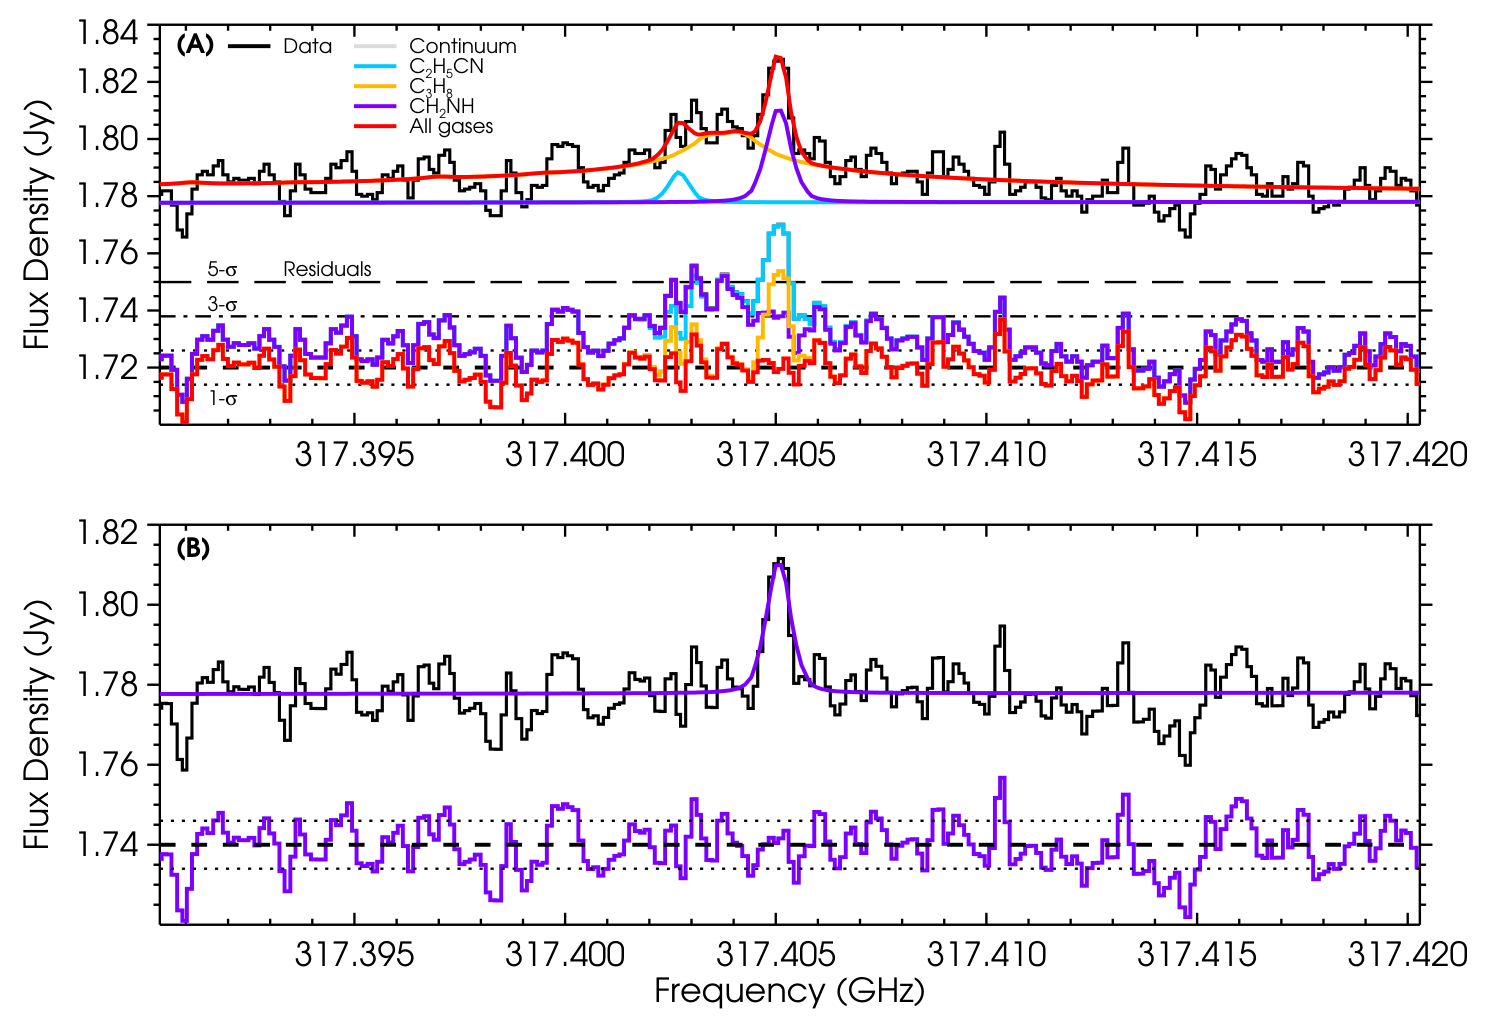 1.84
(A)
Data
Continuum
C2H5CN
C3H8
CH2NH
All gases
1.82
1.80
1.78
1.76
1.74
1.72
Flux Density (Jy)
5-σ
Residuals
3-σ
1-σ
317.395
317.400
317.405
317.410
317.415
317.420
1.82
(B)
1.80
1.78
1.76
1.74
Flux Density (Jy)
317.395
317.400
317.405
317.410
317.415
317.420
Frequency (GHz)